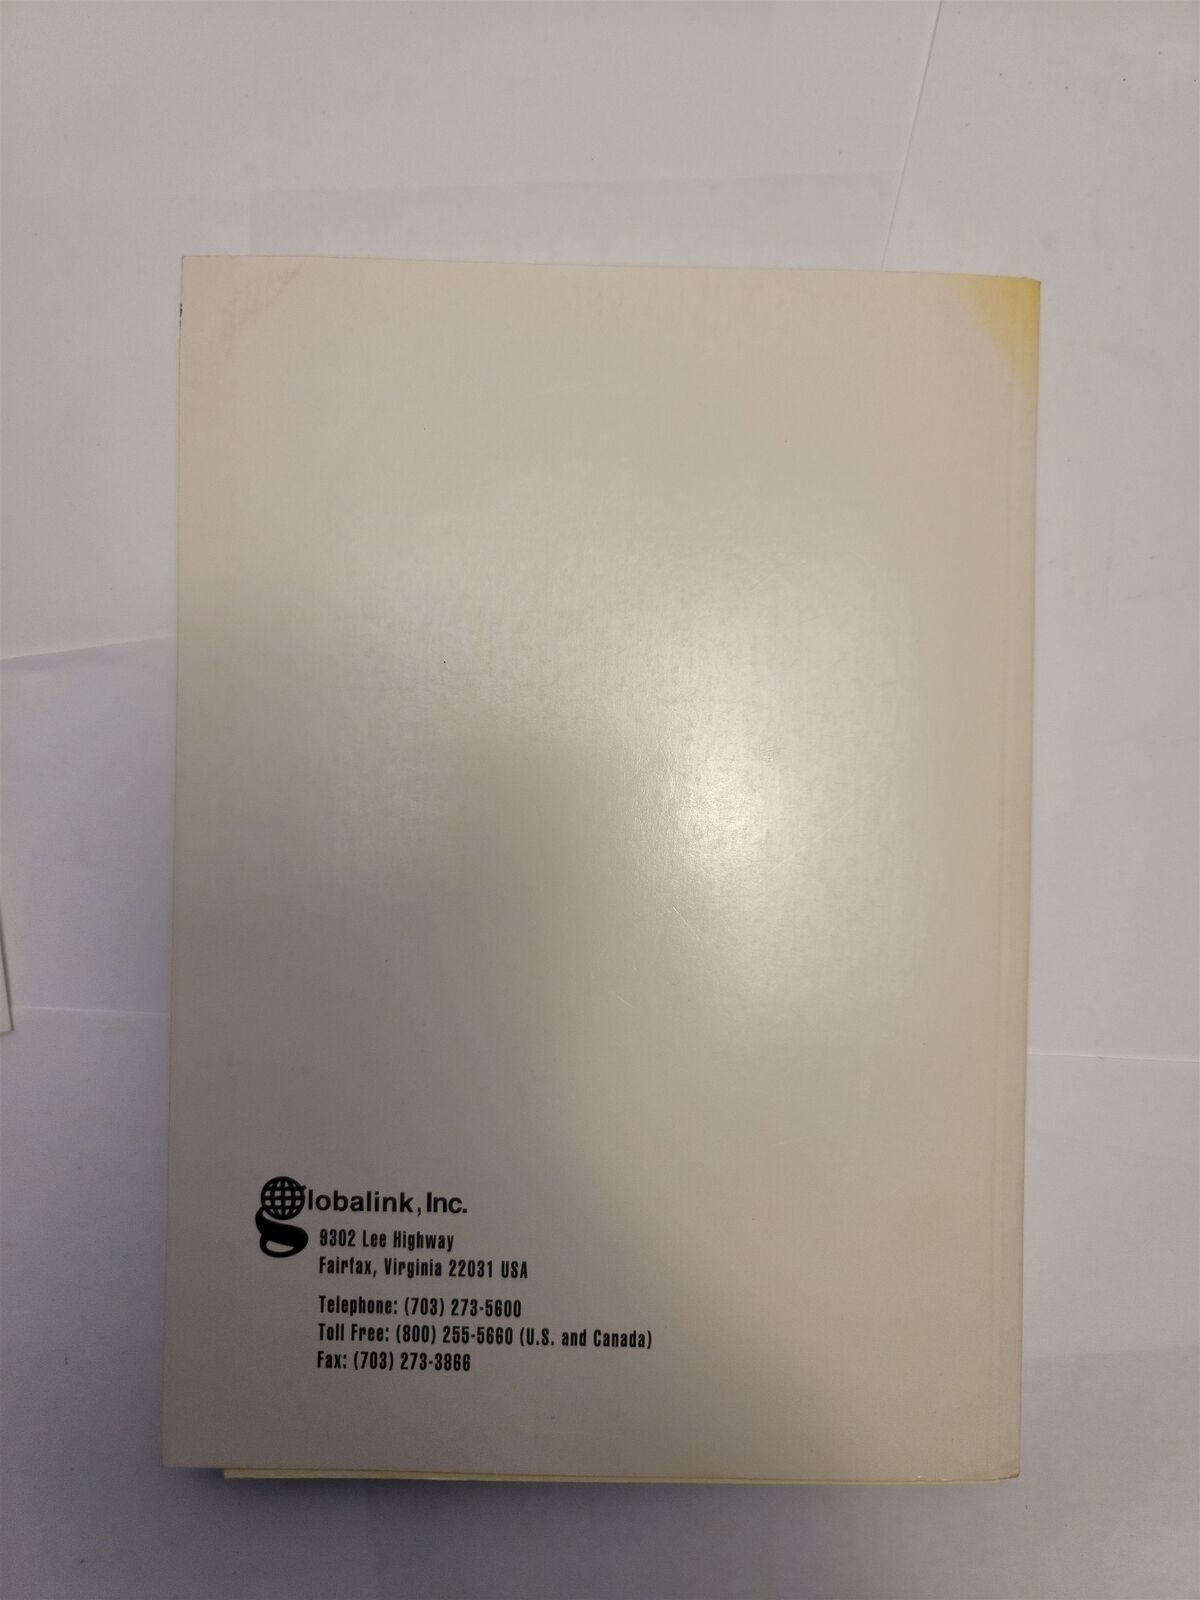 Globalink, Inc.
9302 Lee Highway
Fairfax, Virginia 22031 USA
Telephone: (703) 273-5600
Toll Free: (800) 255-5660 (U.S. and Canada)
Fax: (703) 273-3866